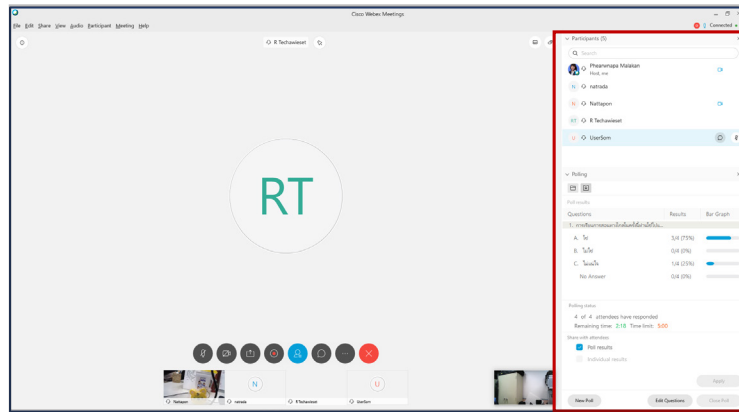 Cisco Webex Meetings
File Edit Share View Audio Participant Meeting Help
Connected
R Techawieset
Participants (5)
Search
Phearwnapa Malakan
Host, me
N natrada
N Nattapon
RT R Techawieset
U UserSom
RT
Polling
Poll results
Questions Results Bar Graph
1.
A. ใช่ 3/4 (75%)
B. ไม่ใช่ 0/4 (0%)
C. ไม่แน่ใจ 1/4 (25%)
No Answer 0/4 (0%)
Polling status
4 of 4 attendees have responded
Remaining time: 2:18 Time limit: 5:00
Share with attendees
Poll results
Individual results
Apply
New Poll Edit Questions Close Poll
N U
Nattapon natrada R Techawieset UserSom